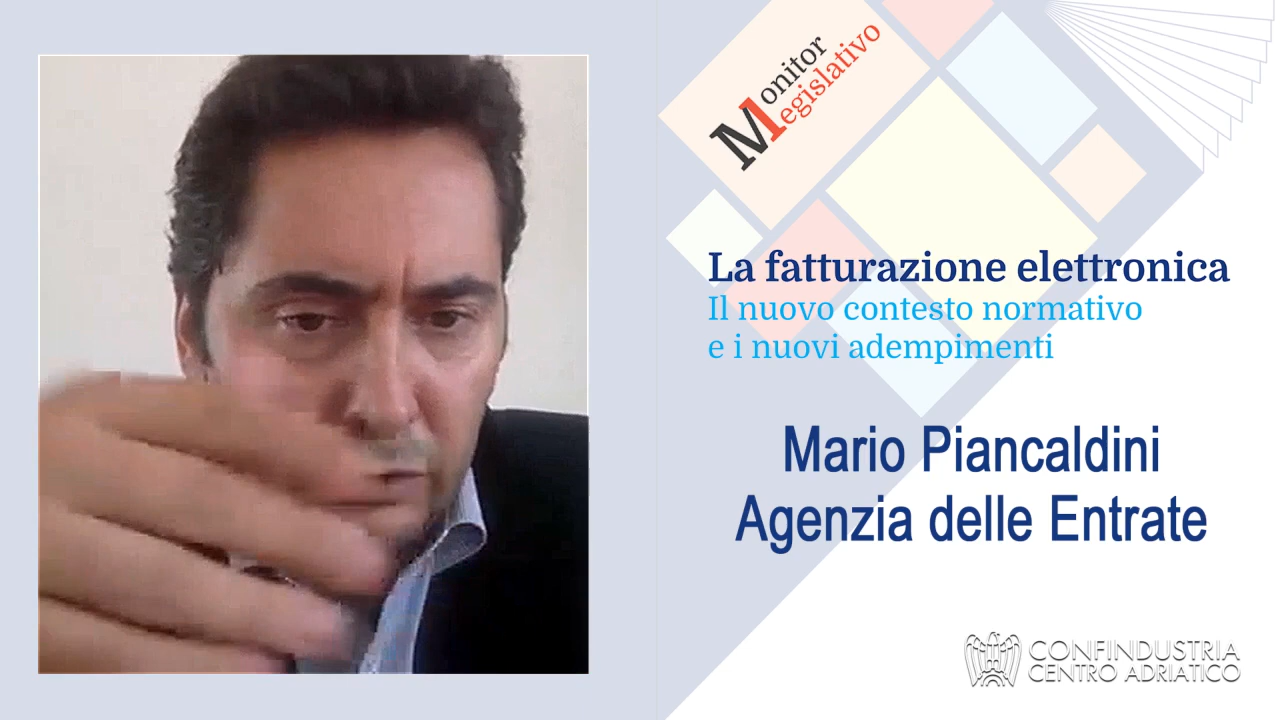 Monitor
legislativo
La fatturazione elettronica
Il nuovo contesto normativo
e i nuovi adempimenti
Mario Piancaldini
Agenzia delle Entrate
CONFINDUSTRIA
CENTRO ADRIATICO